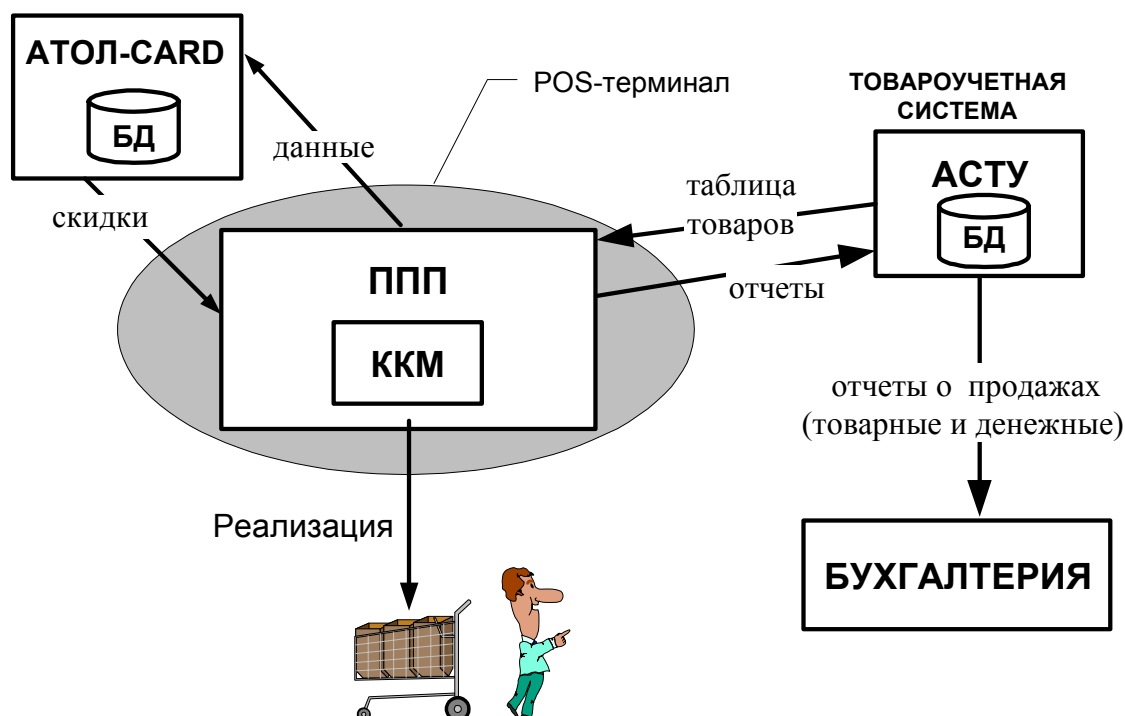 АТОЛ-CARD
БД
POS-терминал
ТОВАРОУЧЕТНАЯ
СИСТЕМА
данные
АСТУ
БД
таблица
товаров
скидки
ППП
ККМ
отчеты
отчеты о продажах
(товарные и денежные)
Реализация
БУХГАЛТЕРИЯ